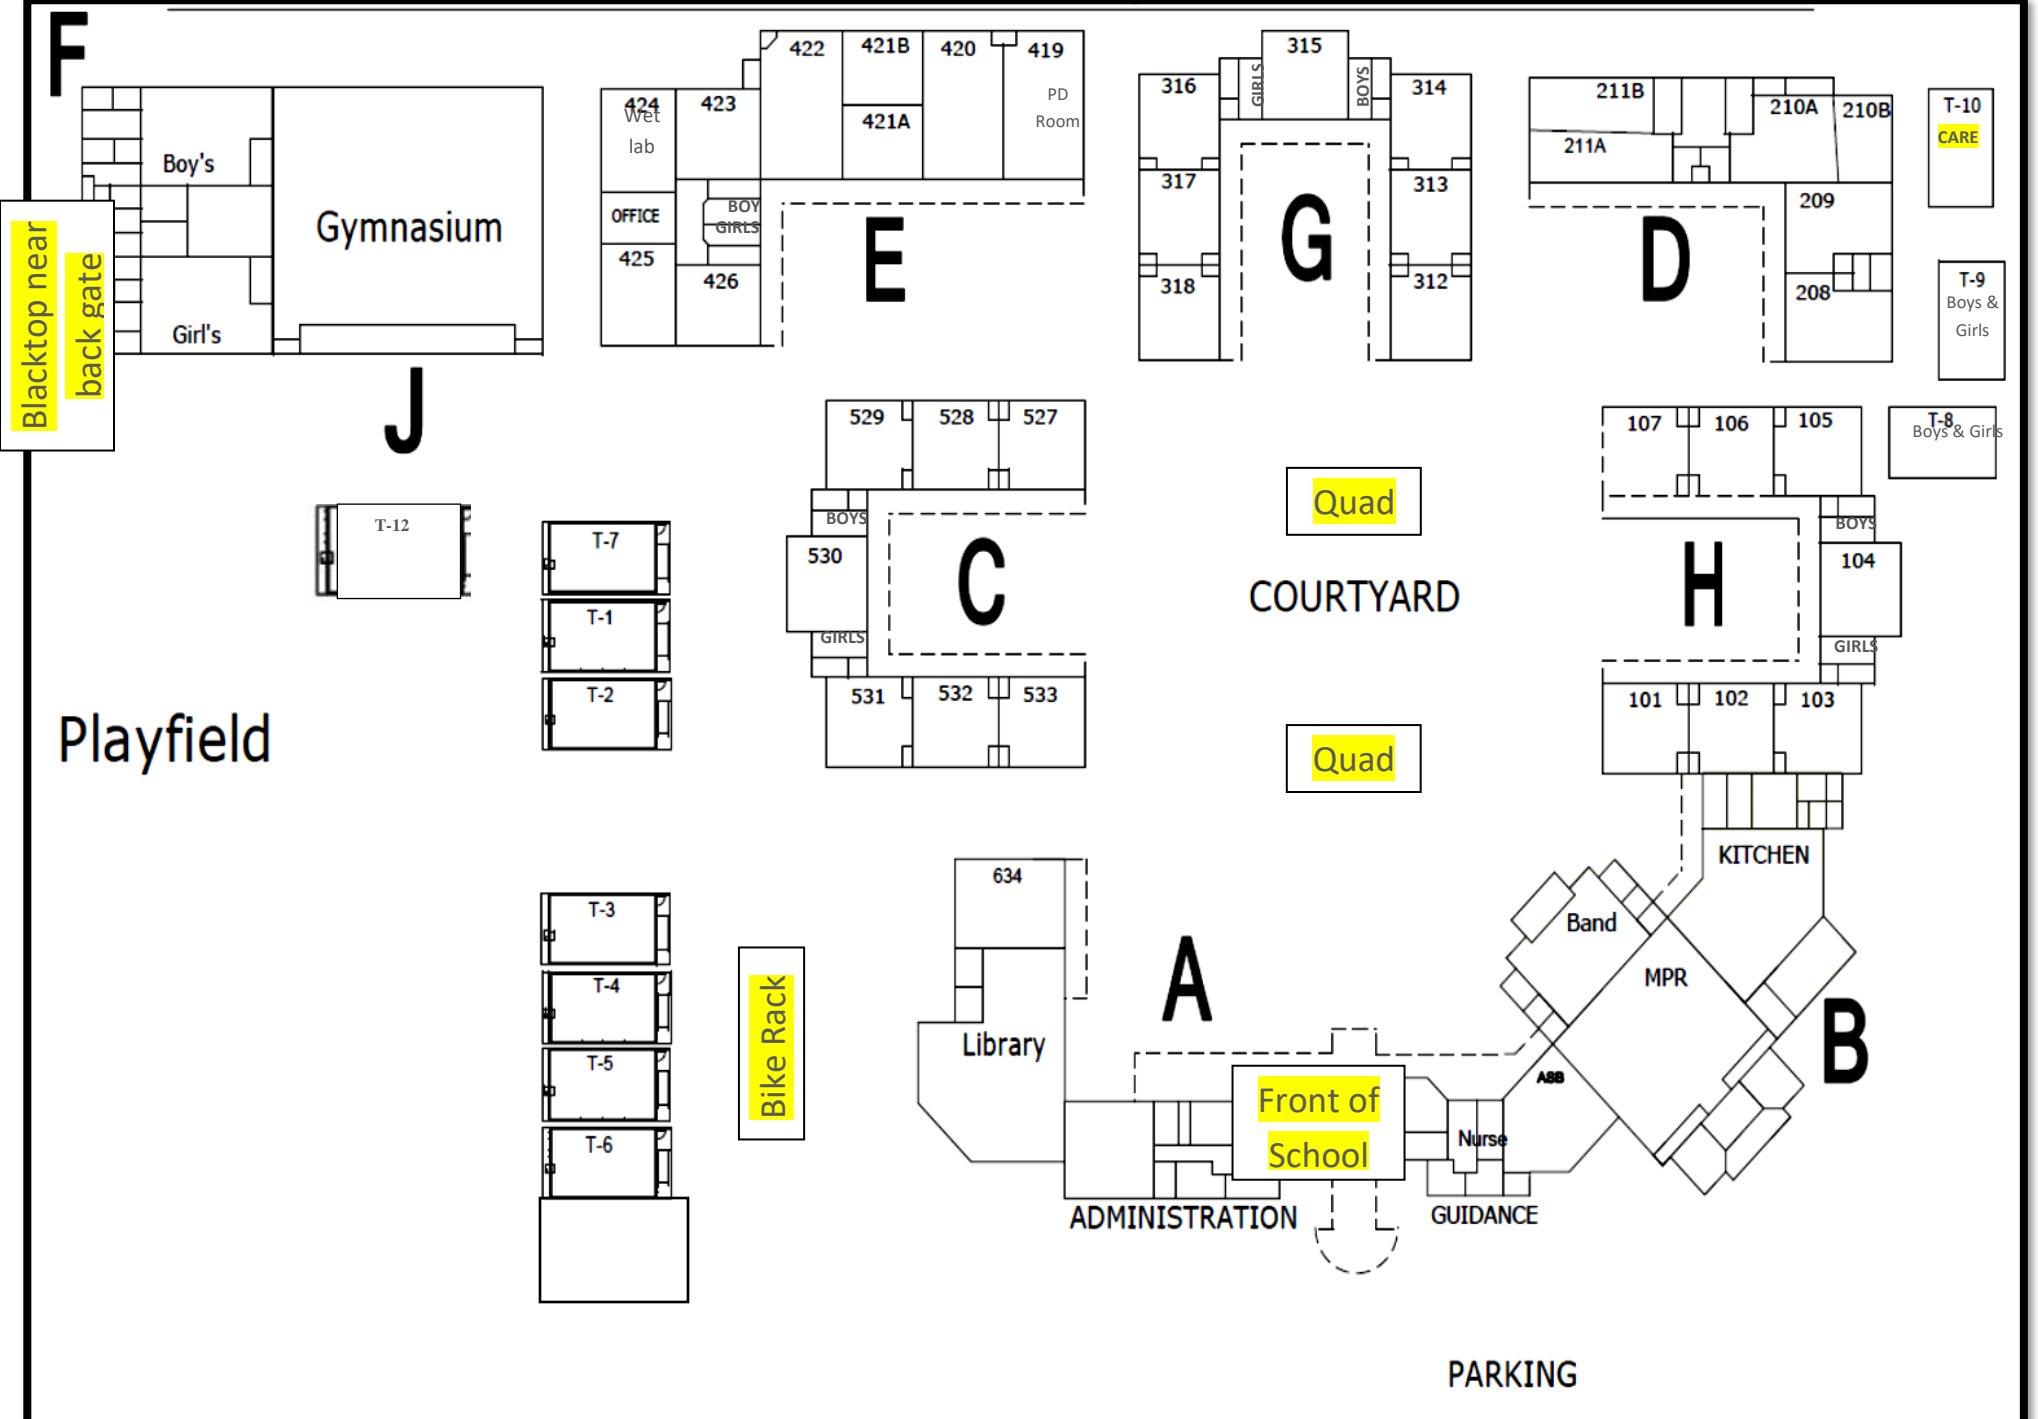 F
422
421B
420
419
315
316
GIRLS
BOYS
314
211B
210A
210B
T-10
CARE
424
Wet
lab
423
421A
PD
Room
211A
Boy's
317
313
209
Gymnasium
OFFICE
BOY
GIRLS
E
G
D
425
426
318
312
208
T-9
Boys &
Girls
Blacktop near
back gate
Girl's
J
529
528
527
107
106
105
T-8
Boys & Girls
Quad
T-12
T-7
BOYS
530
C
COURTYARD
H
BOYS
104
T-1
GIRLS
GIRLS
T-2
531
532
533
101
102
103
Playfield
Quad
KITCHEN
634
T-3
Band
A
MPR
T-4
Bike Rack
Library
B
T-5
ASB
Front of
School
T-6
Nurse
ADMINISTRATION
GUIDANCE
PARKING